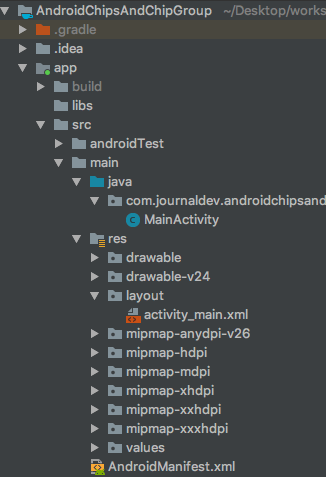 AndroidChipsAndChipGroup ~/Desktop/works
.gradle
.idea
app
build
libs
src
androidTest
main
java
com.journaldev.androidchipsand
MainActivity
res
drawable
drawable-v24
layout
activity_main.xml
mipmap-anydpi-v26
mipmap-hdpi
mipmap-mdpi
mipmap-xhdpi
mipmap-xxhdpi
mipmap-xxxhdpi
values
AndroidManifest.xml